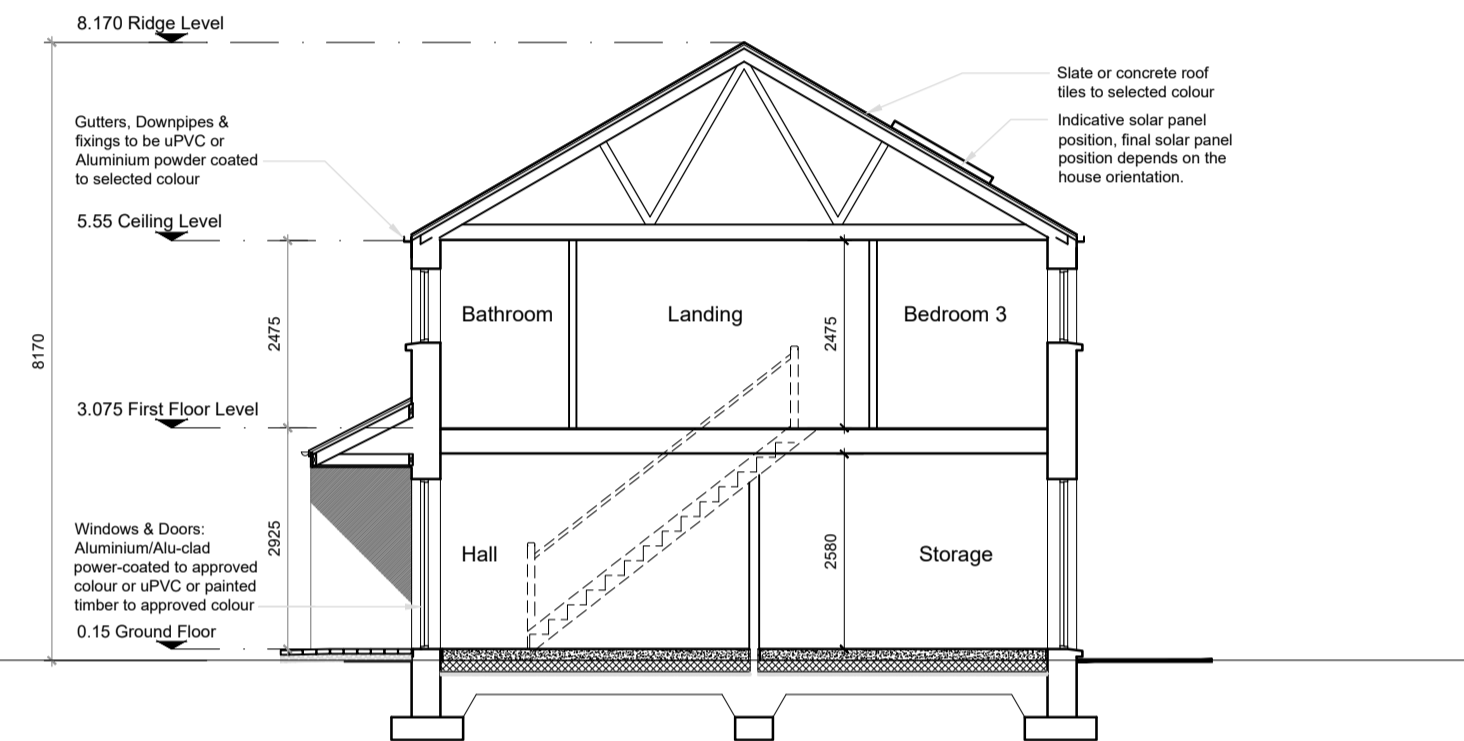 8.170 Ridge Level
Slate or concrete roof
tiles to selected colour
Indicative solar panel
position, final solar panel
position depends on the
house orientation.
Gutters, Downpipes &
fixings to be uPVC or
Aluminium powder coated
to selected colour
5.55 Ceiling Level
8170
2475
Bathroom
Landing
2475
Bedroom 3
3.075 First Floor Level
Windows & Doors:
Aluminium/Alu-clad
power-coated to approved
colour or uPVC or painted
timber to approved colour
2925
Hall
2580
Storage
0.15 Ground Floor